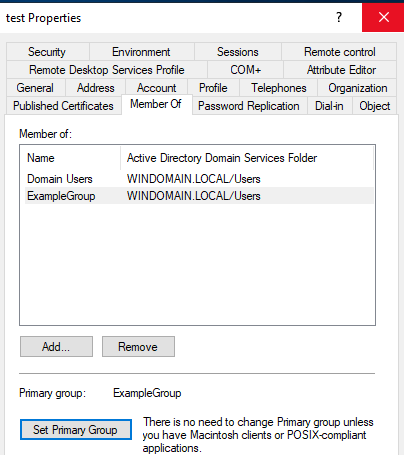 test Properties
?
Security Environment Sessions Remote control
Remote Desktop Services Profile COM+ Attribute Editor
General Address Account Profile Telephones Organization
Published Certificates Member Of Password Replication Dial-in Object
Member of:
Name Active Directory Domain Services Folder
Domain Users WINDOMAIN.LOCAL/Users
ExampleGroup WINDOMAIN.LOCAL/Users
Add... Remove
Primary group: ExampleGroup
Set Primary Group
There is no need to change Primary group unless
you have Macintosh clients or POSIX-compliant
applications.